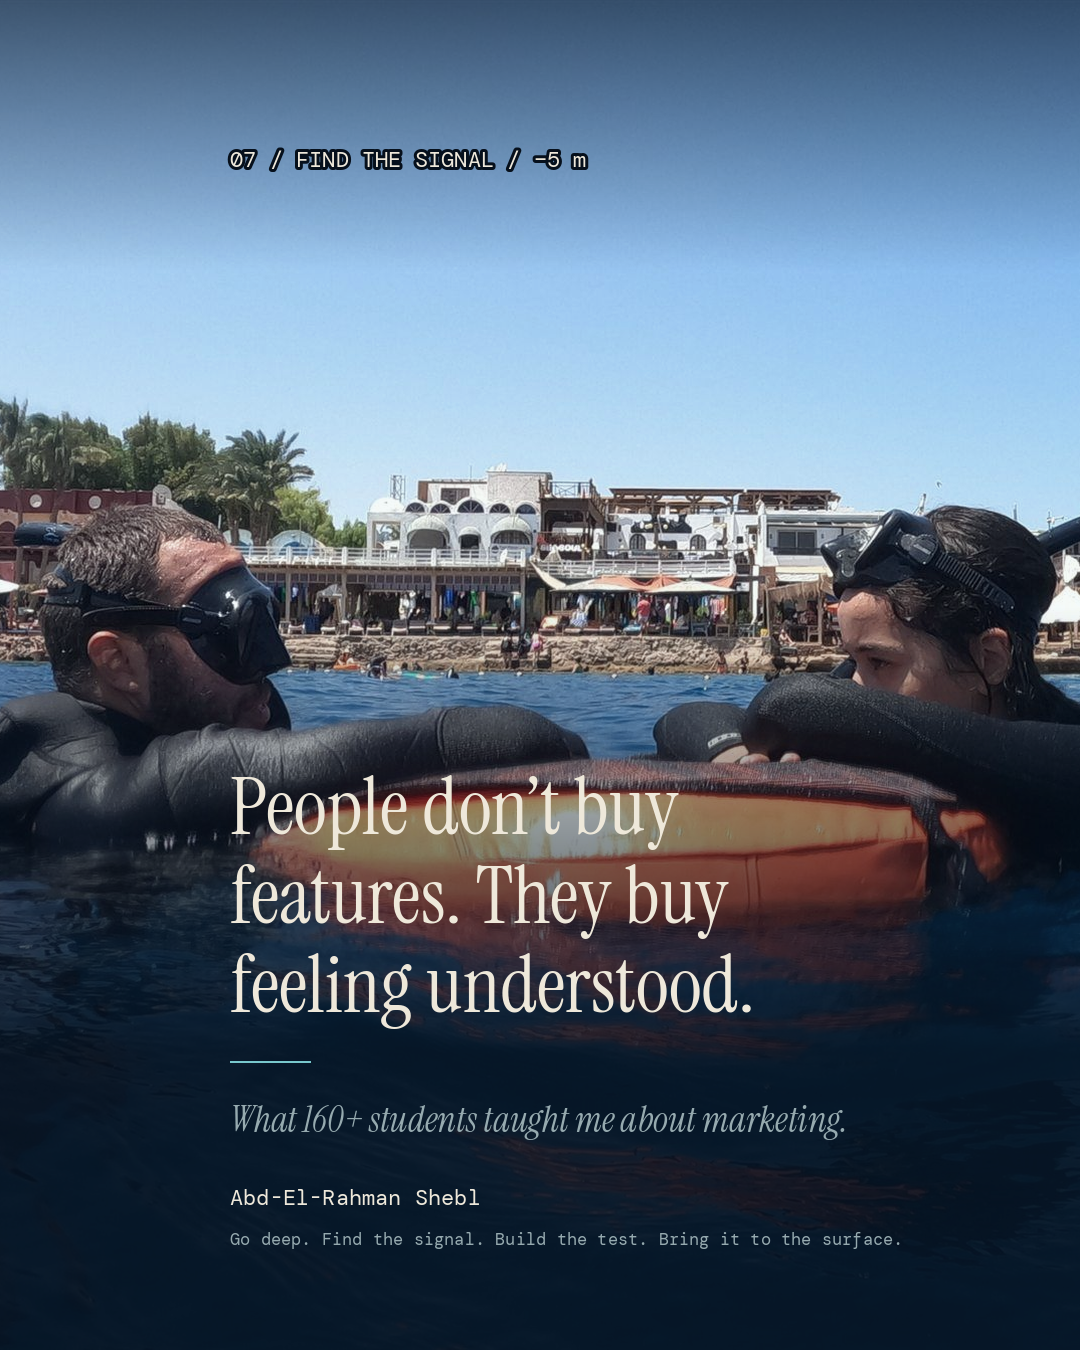 07 / FIND THE SIGNAL / −5 m
People don’t buy
features. They buy
feeling understood.
What 160+ students taught me about marketing.
Abd-El-Rahman Shebl
Go deep. Find the signal. Build the test. Bring it to the surface.